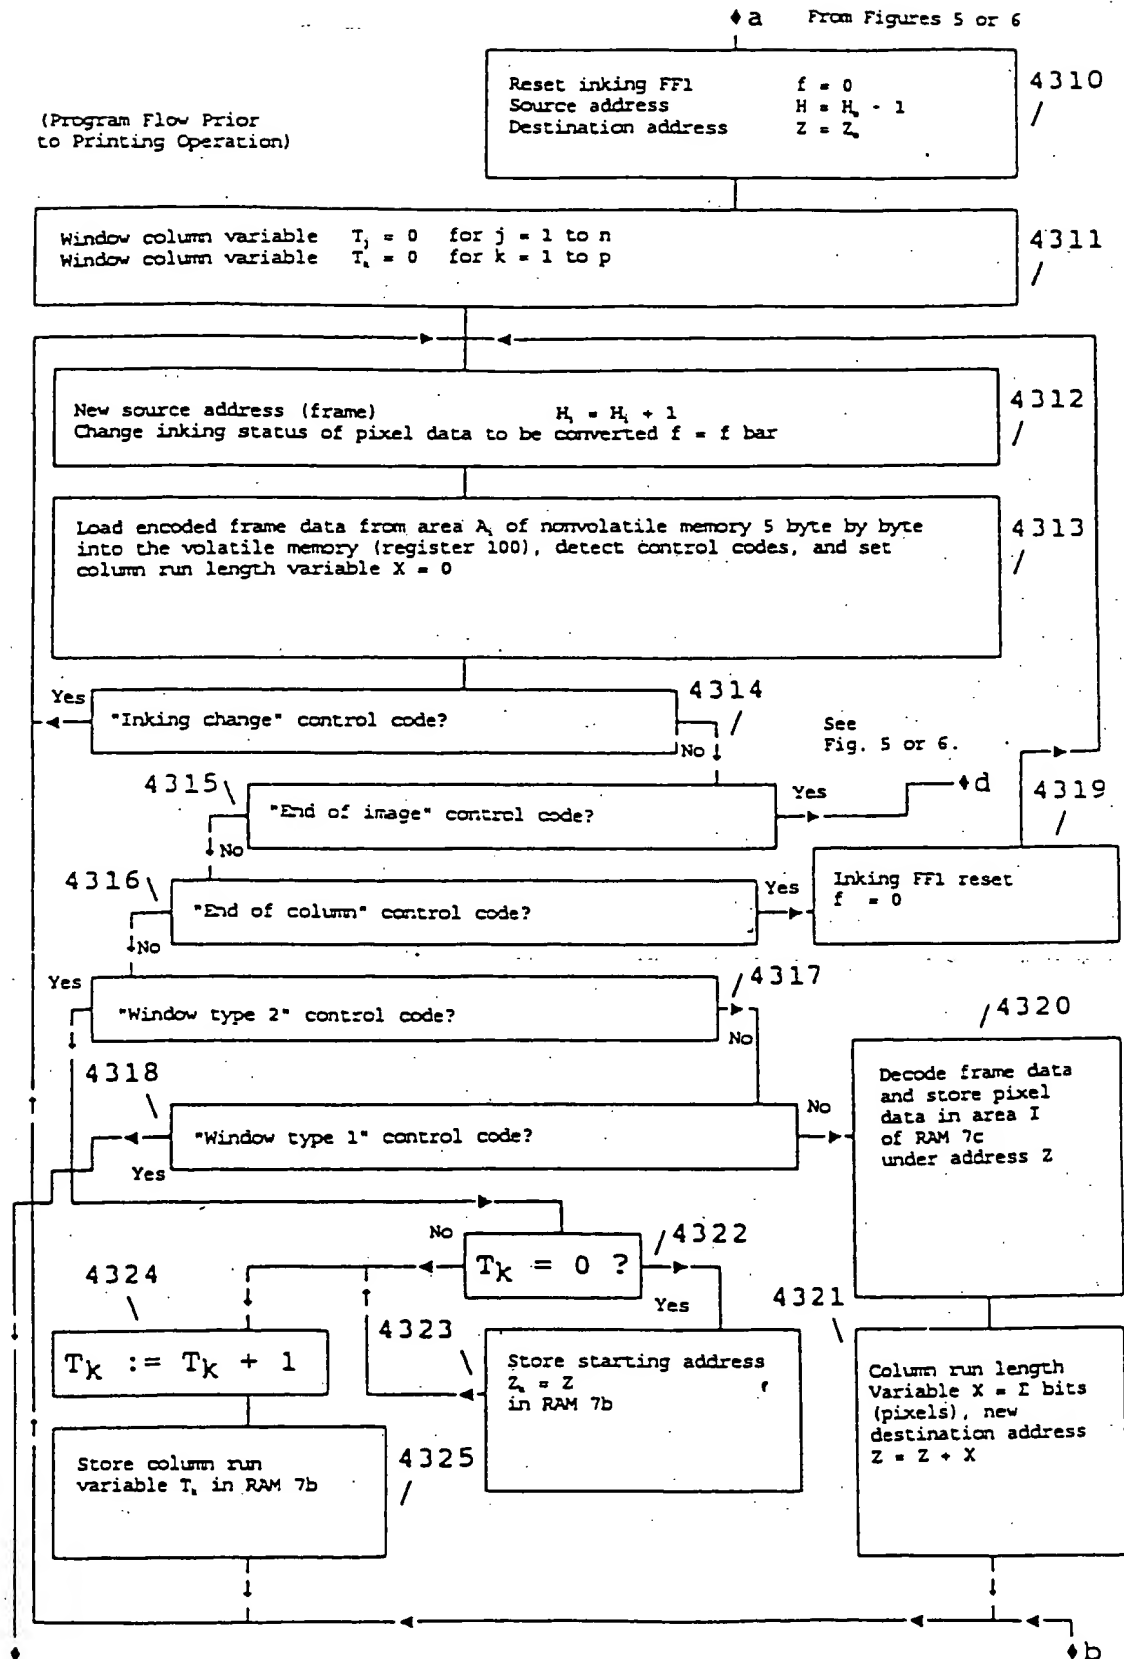 a From Figures 5 or 6
Reset inking FF1 f = 0
Source address H = Hₒ - 1
Destination address Z = Zₒ
4310
(Program Flow Prior
to Printing Operation)
Window column variable Tⱼ = 0 for j = 1 to n
Window column variable Tₖ = 0 for k = 1 to p
4311
New source address (frame) Hᵢ = Hᵢ + 1
Change inking status of pixel data to be converted f = f bar
4312
Load encoded frame data from area Aᵢ of nonvolatile memory 5 byte by byte
into the volatile memory (register 100), detect control codes, and set
column run length variable X = 0
4313
Yes
"Inking change" control code?
4314
No
See
Fig. 5 or 6.
4315
"End of image" control code?
Yes
d
4319
No
4316
"End of column" control code?
Yes
Inking FF1 reset
f = 0
No
Yes
"Window type 2" control code?
4317
No
4320
4318
"Window type 1" control code?
No
Yes
Decode frame data
and store pixel
data in area I
of RAM 7c
under address Z
No
Tk = 0 ?
4322
Yes
4324
4323
4321
Tk := Tk + 1
Store starting address
Zₖ = Z
in RAM 7b
Column run length
Variable X = Σ bits
(pixels), new
destination address
Z = Z + X
Store column run
variable Tₖ in RAM 7b
4325
b